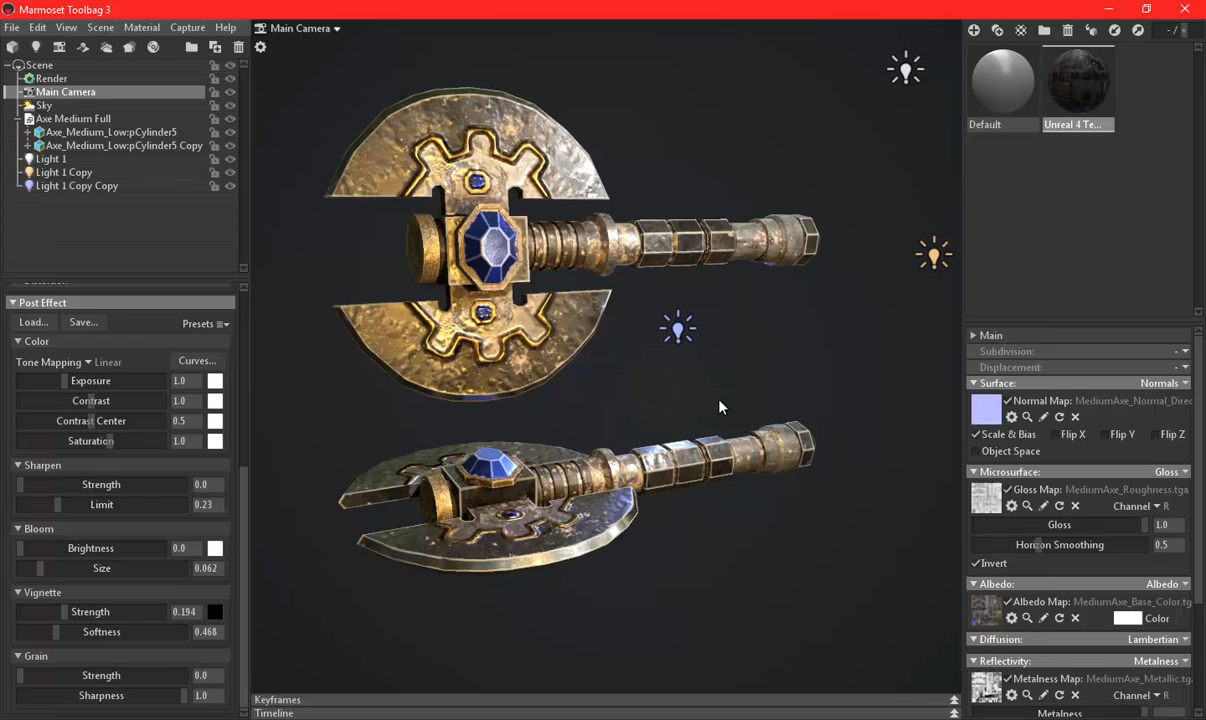 Marmoset Toolbag 3
File Edit View Scene Material Capture Help
Main Camera
- / -
Scene
Render
Main Camera
Sky
Axe Medium Full
Axe_Medium_Low:pCylinder5
Axe_Medium_Low:pCylinder5 Copy
Light 1
Light 1 Copy
Light 1 Copy Copy
Post Effect
Load... Save... Presets
Color
Tone Mapping Linear Curves...
Exposure 1.0
Contrast 1.0
Contrast Center 0.5
Saturation 1.0
Sharpen
Strength 0.0
Limit 0.23
Bloom
Brightness 0.0
Size 0.062
Vignette
Strength 0.194
Softness 0.468
Grain
Strength 0.0
Sharpness 1.0
Keyframes
Timeline
Default Unreal 4 Te...
Main
Subdivision: -
Displacement: -
Surface: Normals
Normal Map: MediumAxe_Normal_Direc
Scale & Bias Flip X Flip Y Flip Z
Object Space
Microsurface: Gloss
Gloss Map: MediumAxe_Roughness.tga
Channel R
Gloss 1.0
Horizon Smoothing 0.5
Invert
Albedo: Albedo
Albedo Map: MediumAxe_Base_Color.tg
Color
Diffusion: Lambertian
Reflectivity: Metalness
Metalness Map: MediumAxe_Metallic.tg
Channel R
Metalness